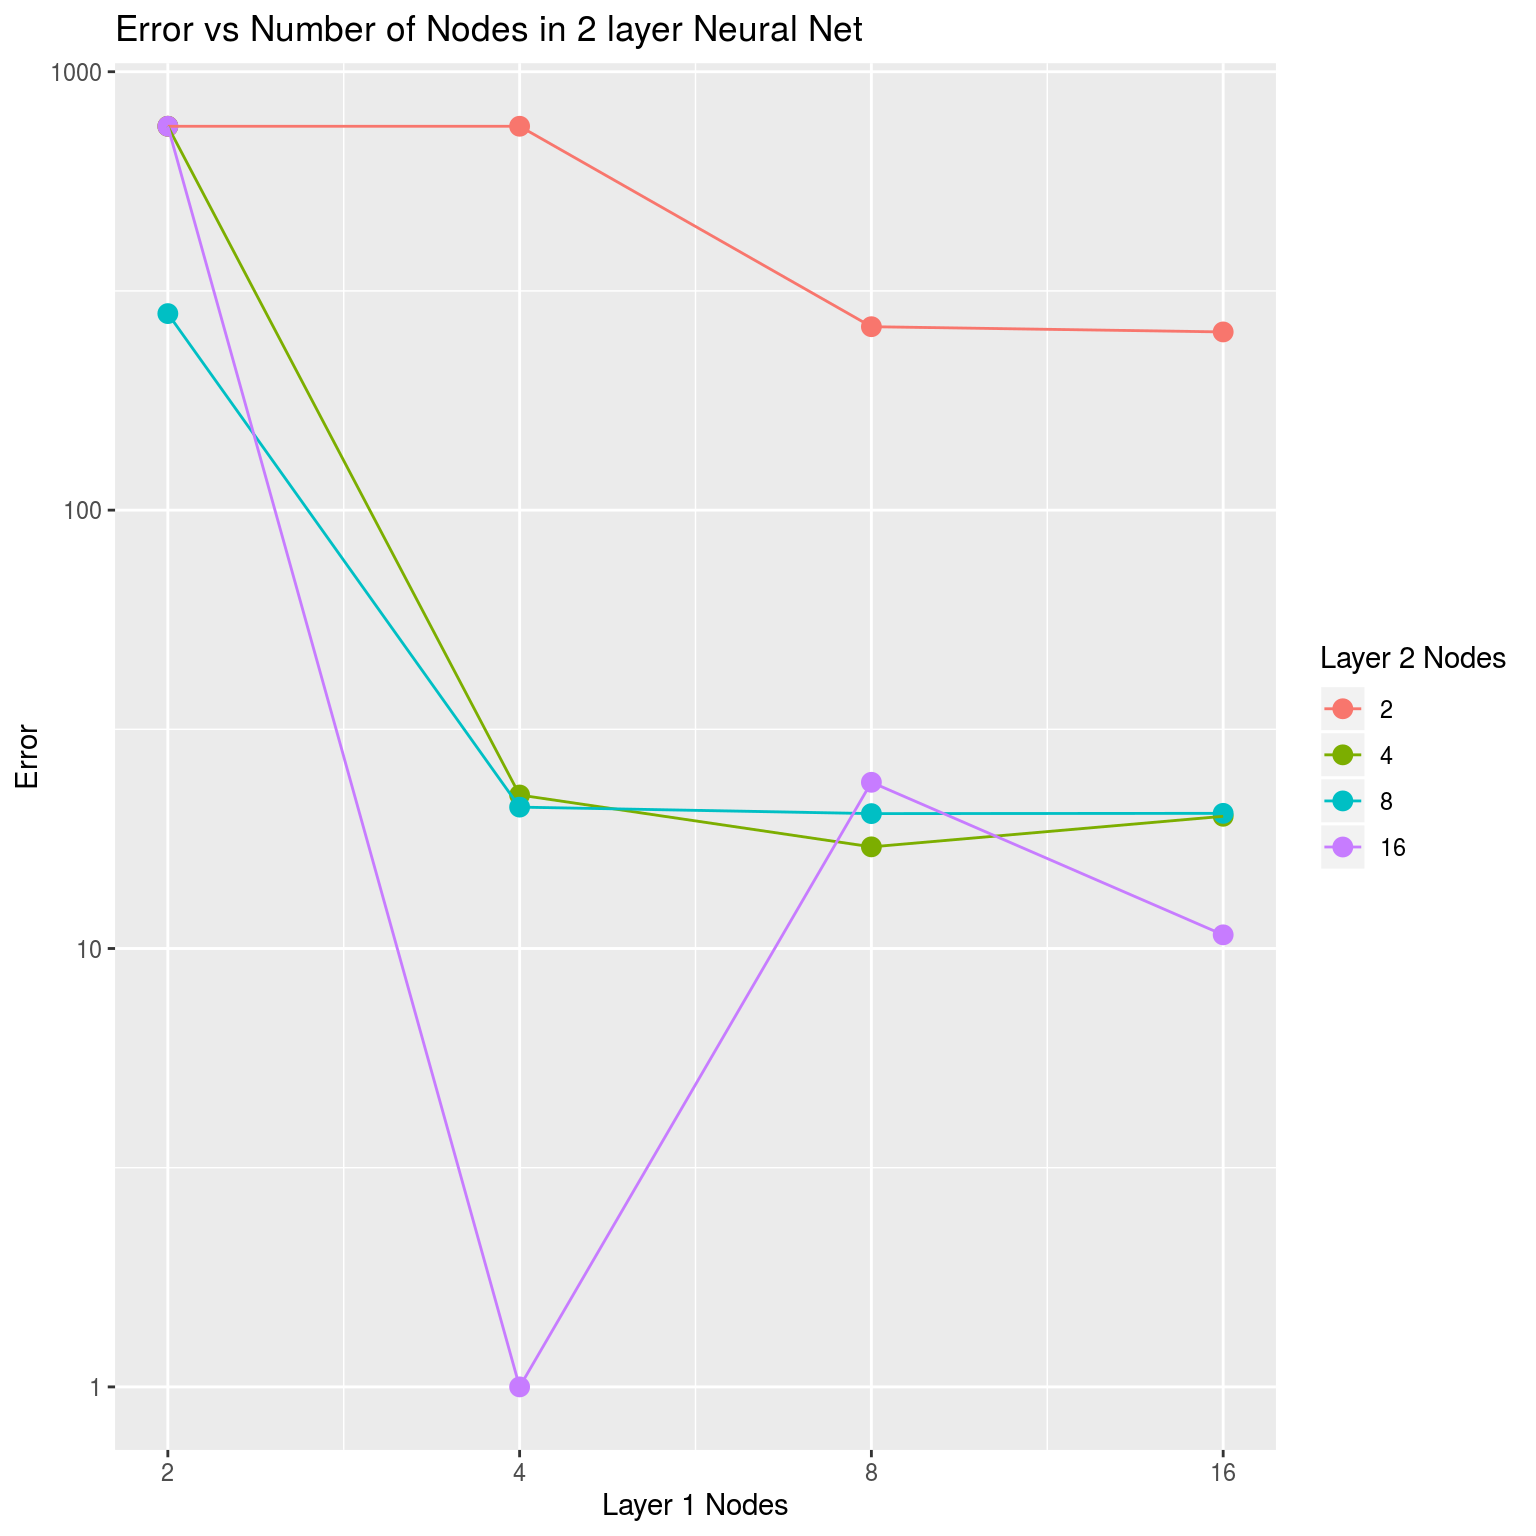 Error vs Number of Nodes in 2 layer Neural Net
1000
100
10
1
Error
2 4 8 16
Layer 1 Nodes
Layer 2 Nodes
2
4
8
16